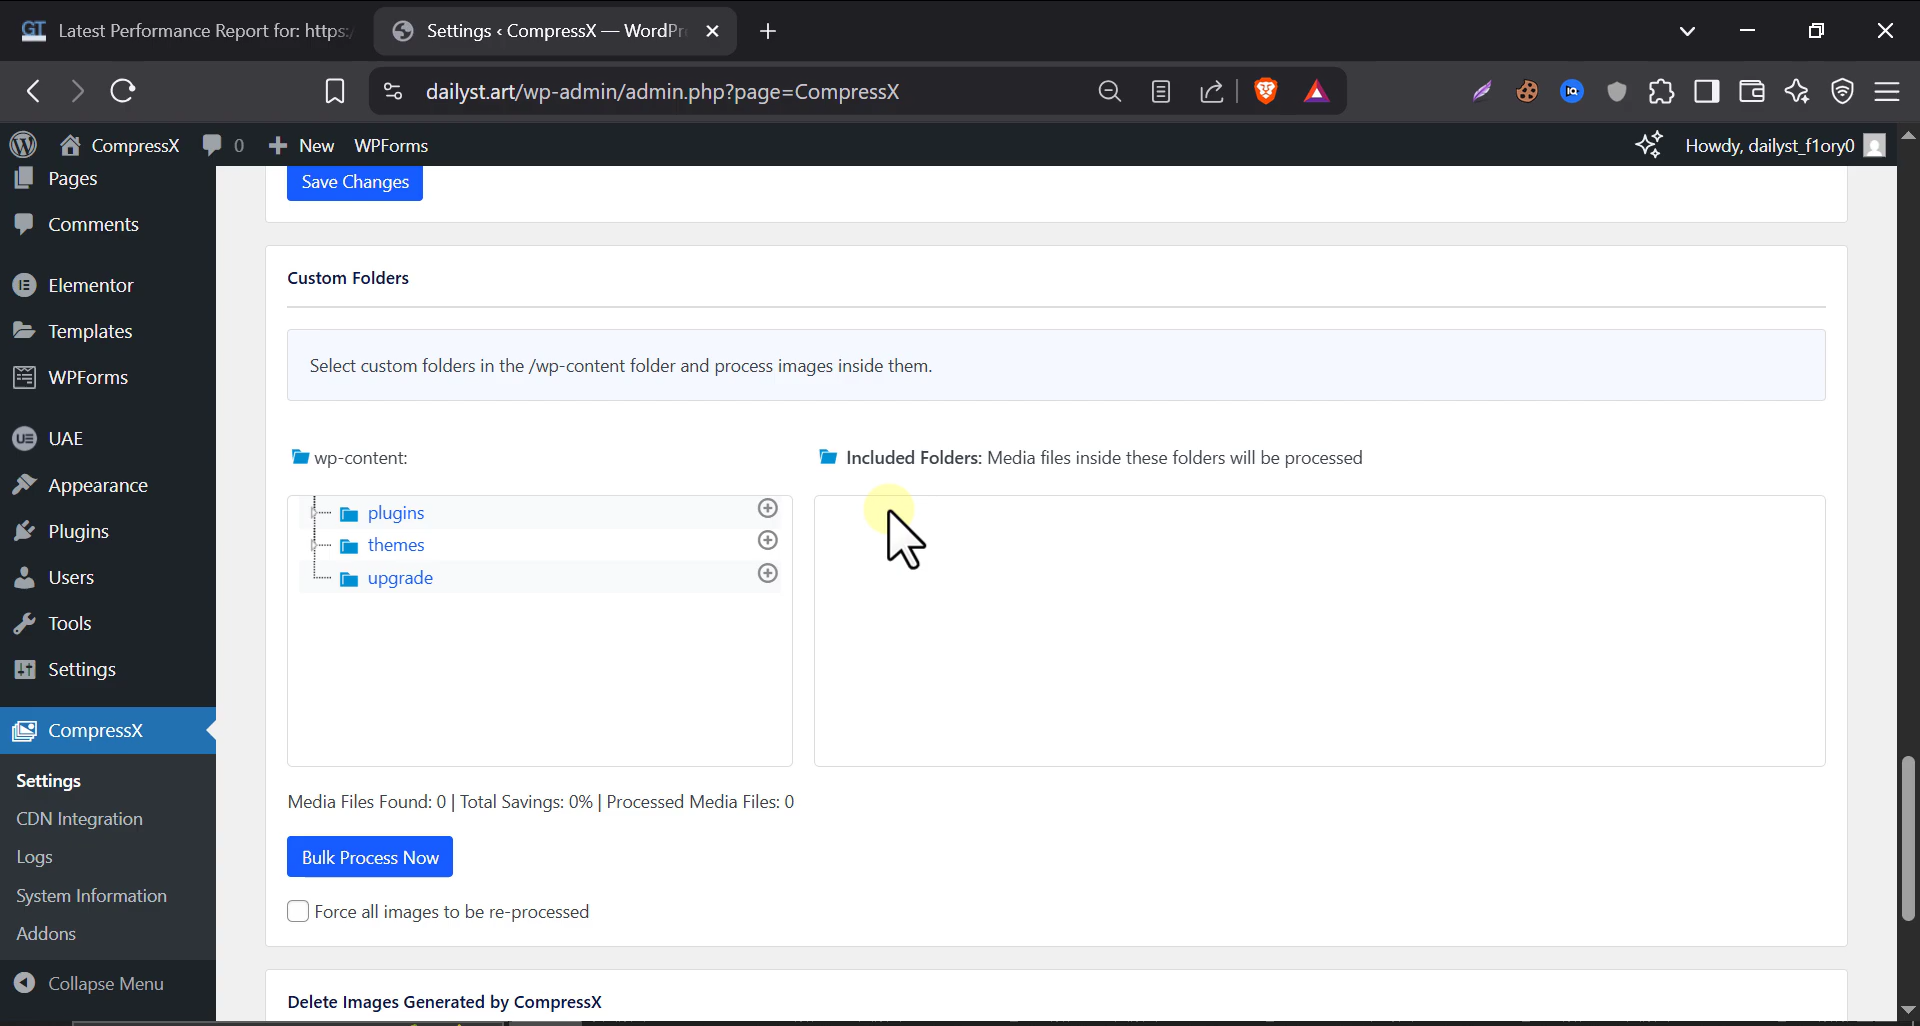 GT Latest Performance Report for: https:/
Settings ‹ CompressX — WordPr
dailyst.art/wp-admin/admin.php?page=CompressX
CompressX 0 New WPForms
Howdy, dailyst_f1ory0
Pages
Comments
Elementor
Templates
WPForms
UAE
Appearance
Plugins
Users
Tools
Settings
CompressX
Settings
CDN Integration
Logs
System Information
Addons
Collapse Menu
Save Changes
Custom Folders
Select custom folders in the /wp-content folder and process images inside them.
wp-content:
plugins
themes
upgrade
Included Folders: Media files inside these folders will be processed
Media Files Found: 0 | Total Savings: 0% | Processed Media Files: 0
Bulk Process Now
Force all images to be re-processed
Delete Images Generated by CompressX